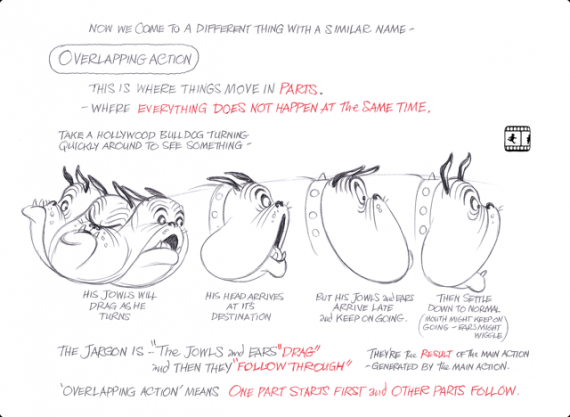 NOW WE COME TO A DIFFERENT THING WITH A SIMILAR NAME -
OVERLAPPING ACTION
THIS IS WHERE THINGS MOVE IN PARTS.
- WHERE EVERYTHING DOES NOT HAPPEN AT THE SAME TIME.
TAKE A HOLLYWOOD BULLDOG TURNING
QUICKLY AROUND TO SEE SOMETHING -
HIS JOWLS WILL
DRAG AS HE
TURNS
HIS HEAD ARRIVES
AT ITS
DESTINATION
BUT HIS JOWLS and EARS
ARRIVE LATE
and KEEP ON GOING.
THEN SETTLE
DOWN TO NORMAL
(MOUTH MIGHT KEEP ON
GOING - EARS MIGHT
WIGGLE)
THE JARGON IS - "THE JOWLS and EARS "DRAG"
and THEN THEY "FOLLOW THROUGH"
THEY'RE the RESULT OF the MAIN ACTION
- GENERATED BY the MAIN ACTION.
'OVERLAPPING ACTION' MEANS ONE PART STARTS FIRST and OTHER PARTS FOLLOW.